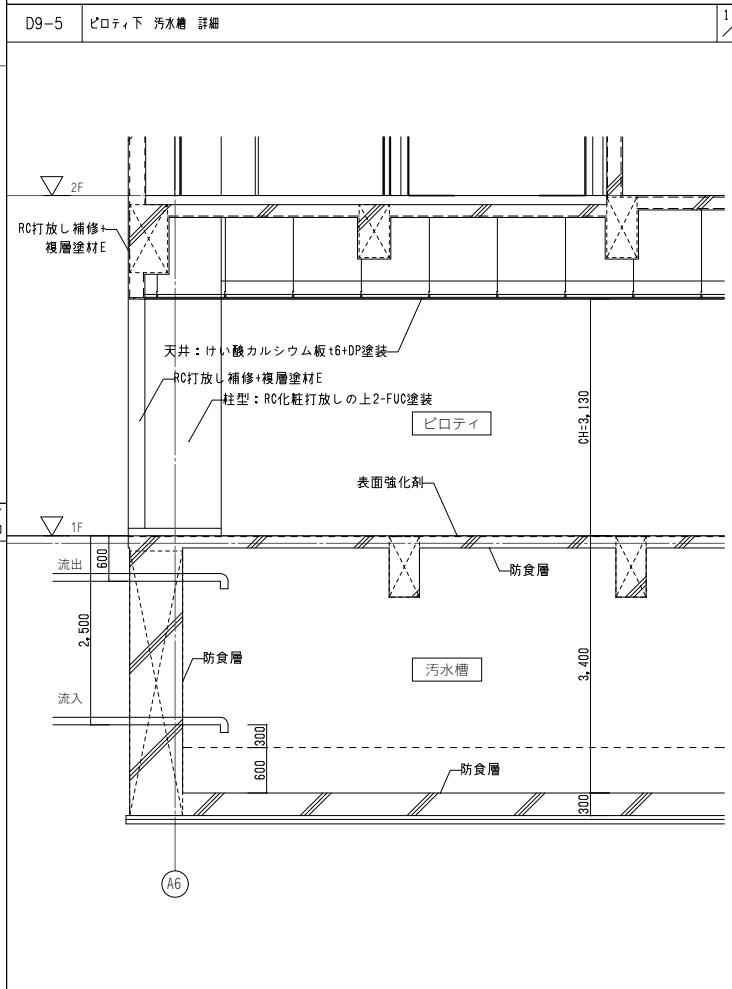 D9-5
ピロティ下 汚水槽 詳細
1
2F
RC打放し補修+
複層塗材E
天井：けい酸カルシウム板t6+DP塗装
RC打放し補修+複層塗材E
柱型：RC化粧打放しの上2-FUC塗装
ピロティ
CH=3,130
表面強化剤
1F
流出
600
防食層
2,500
防食層
汚水槽
3,400
流入
300
600
防食層
300
A6